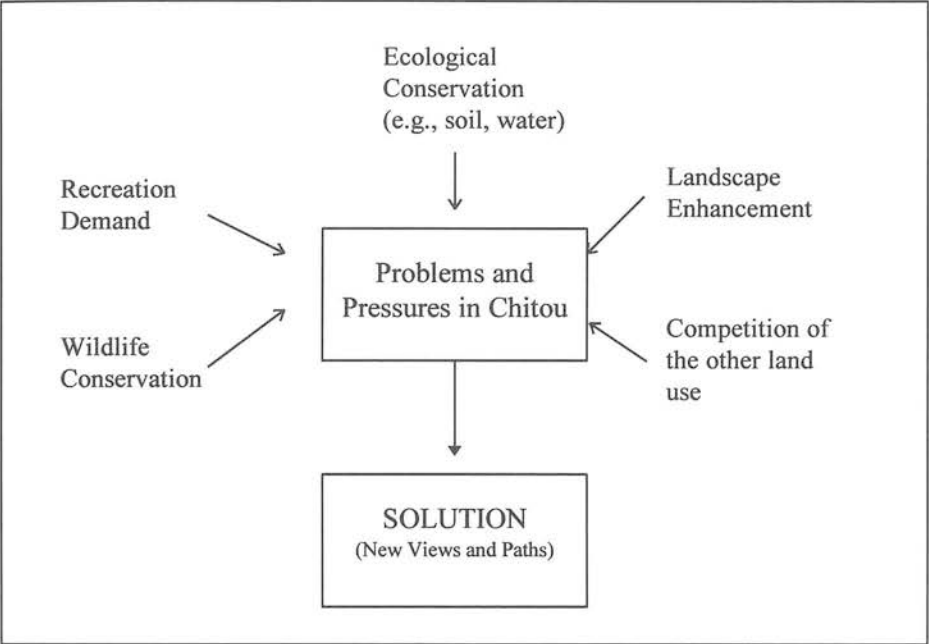 Ecological
Conservation
(e.g., soil, water)
Recreation
Demand
Landscape
Enhancement
Problems and
Pressures in Chitou
Wildlife
Conservation
Competition of
the other land
use
SOLUTION
(New Views and Paths)